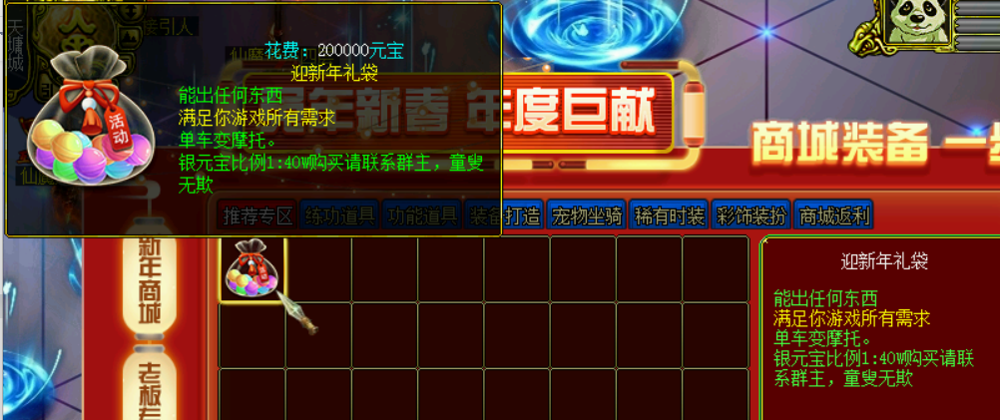 天墉城
接引人
花费：200000元宝
迎新年礼袋
能出任何东西
满足你游戏所有需求
单车变摩托。
银元宝比例1:40W购买请联系群主，童叟
无欺
活动
年新春 年度巨献
商城装备 一
推荐专区 练功道具 功能道具 装备打造 宠物坐骑 稀有时装 彩饰装扮 商城返利
新年商城
老板专
迎新年礼袋
能出任何东西
满足你游戏所有需求
单车变摩托。
银元宝比例1:40W购买请联
系群主，童叟无欺